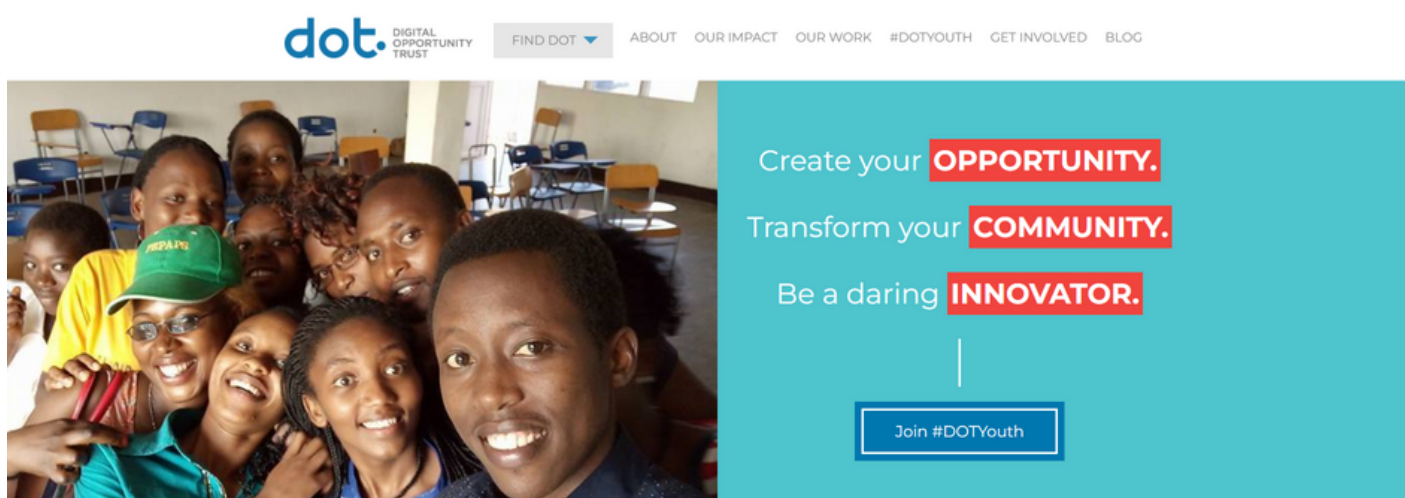 dot. DIGITAL OPPORTUNITY TRUST
FIND DOT
ABOUT
OUR IMPACT
OUR WORK
#DOTYOUTH
GET INVOLVED
BLOG
Create your OPPORTUNITY.
Transform your COMMUNITY.
Be a daring INNOVATOR.
Join #DOTYouth